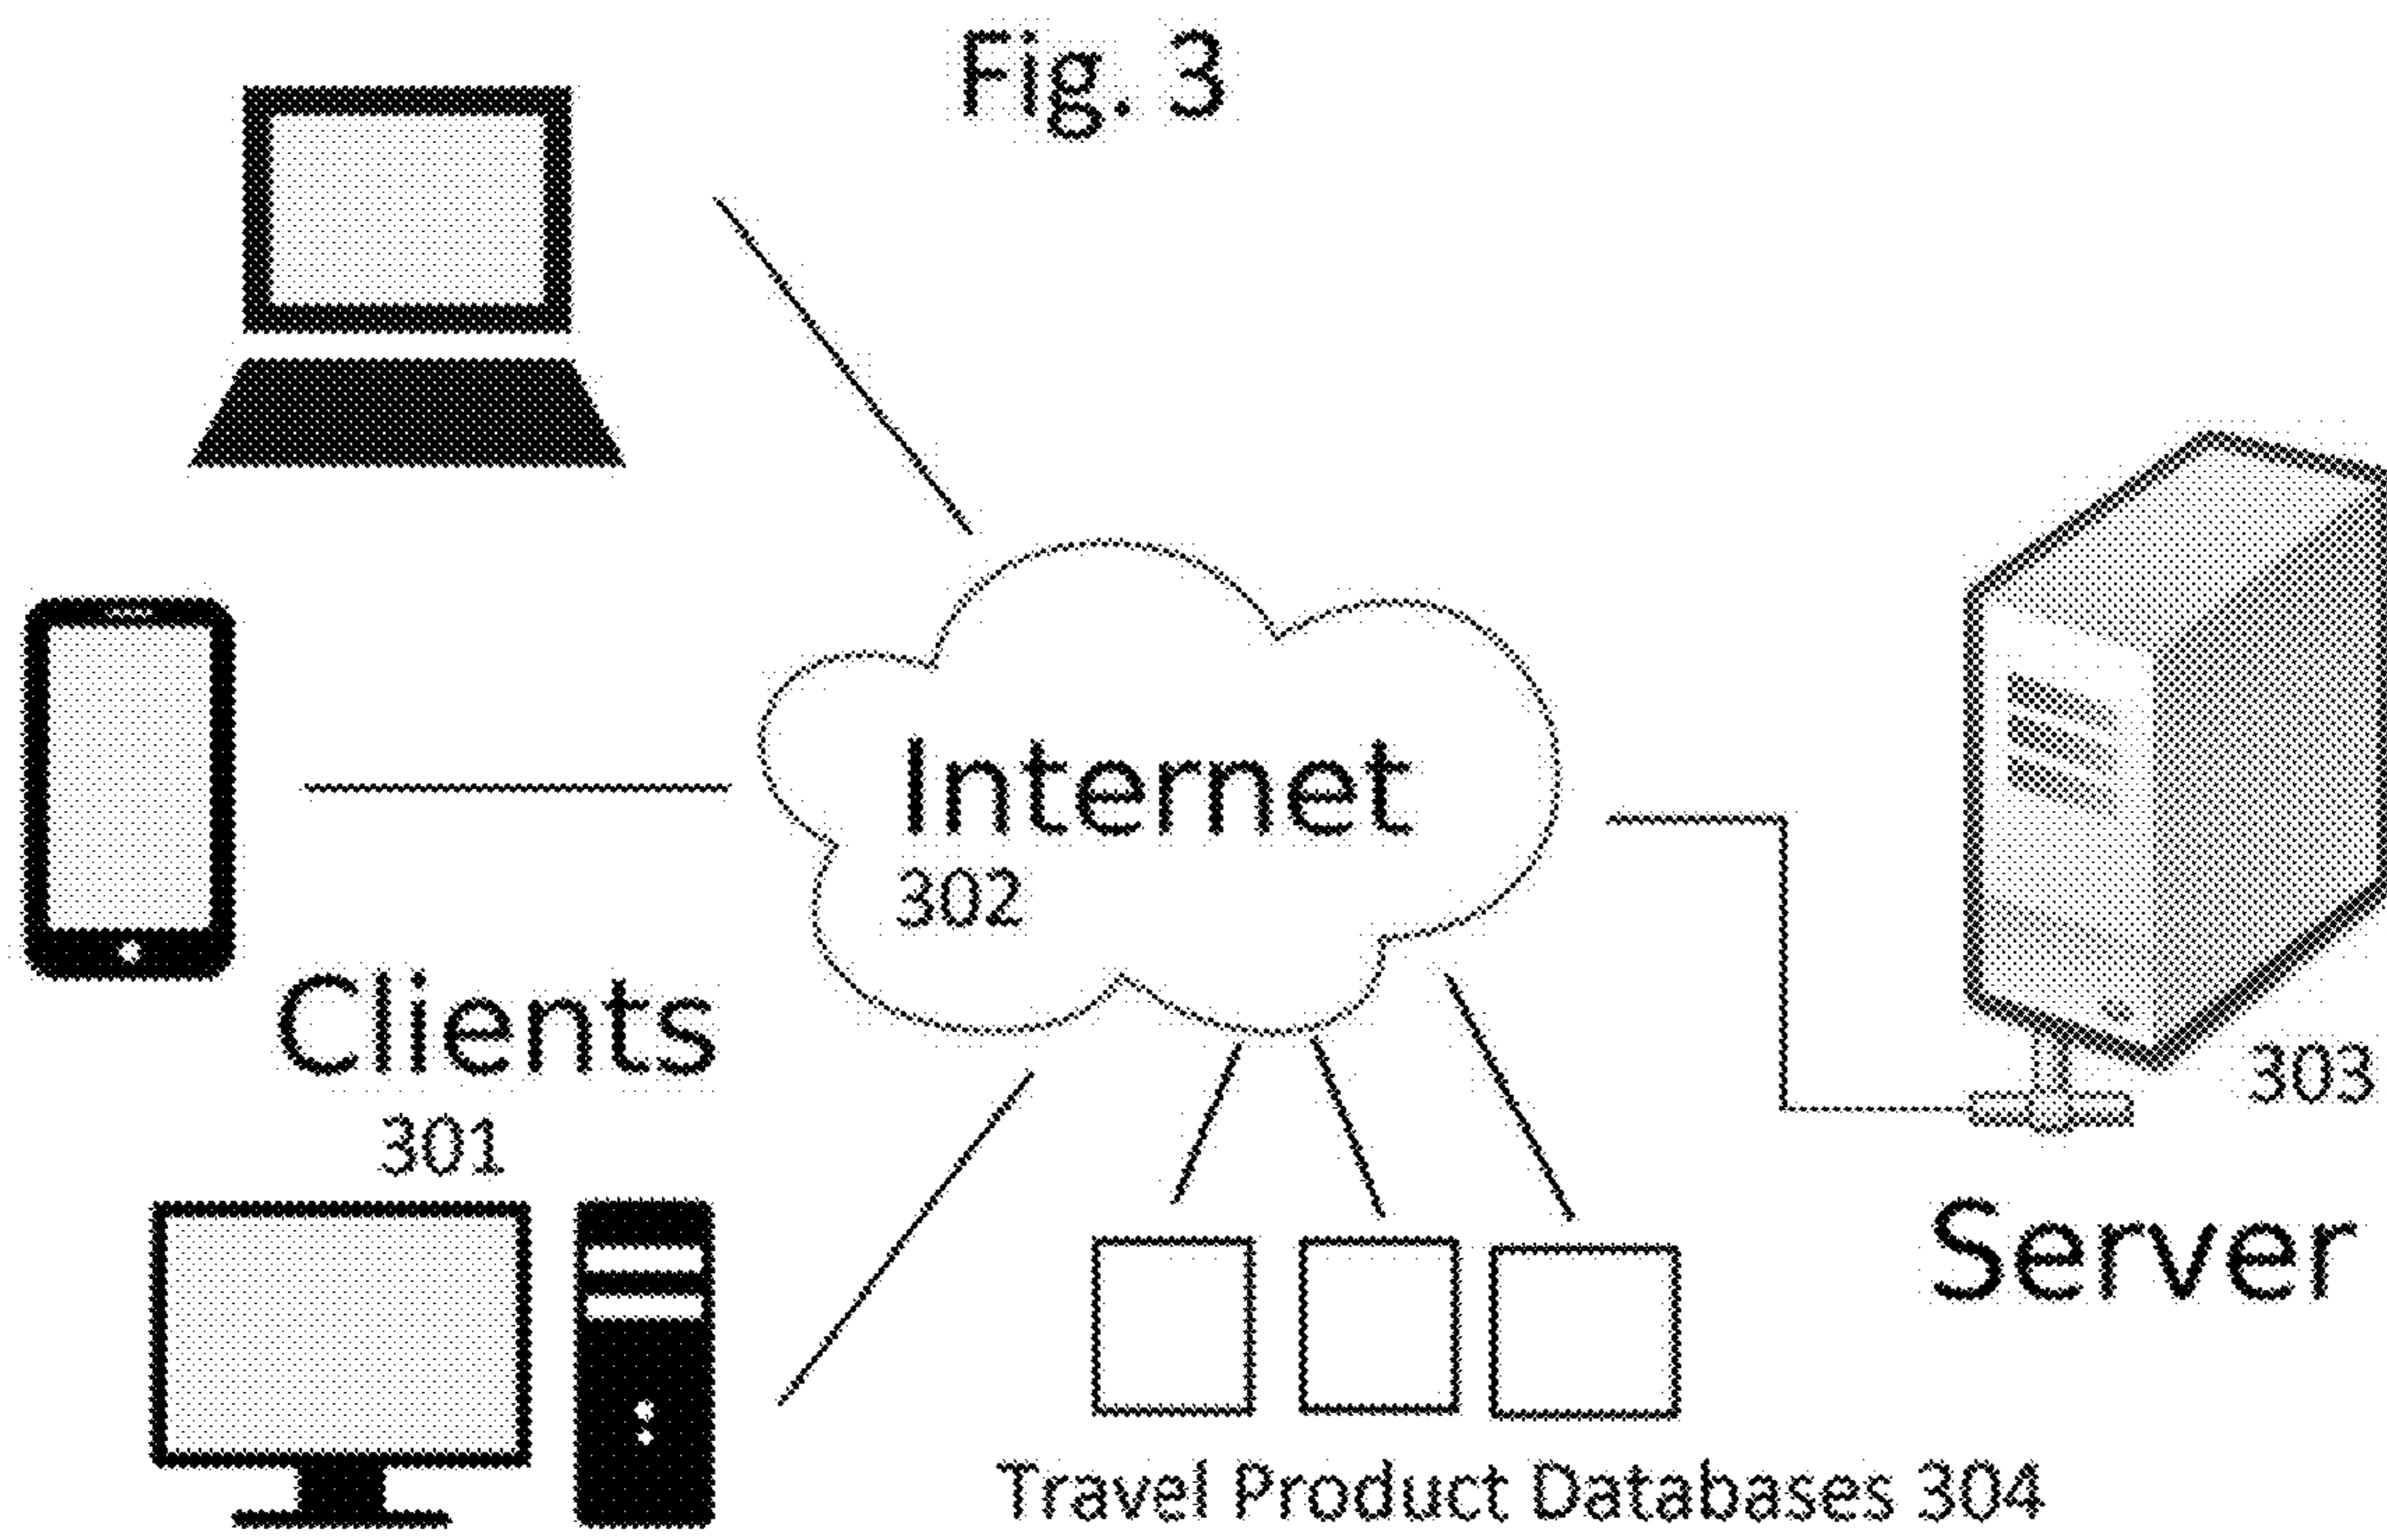 Fig. 3
Internet
302
Clients
301
303
Server
Travel Product Databases 304